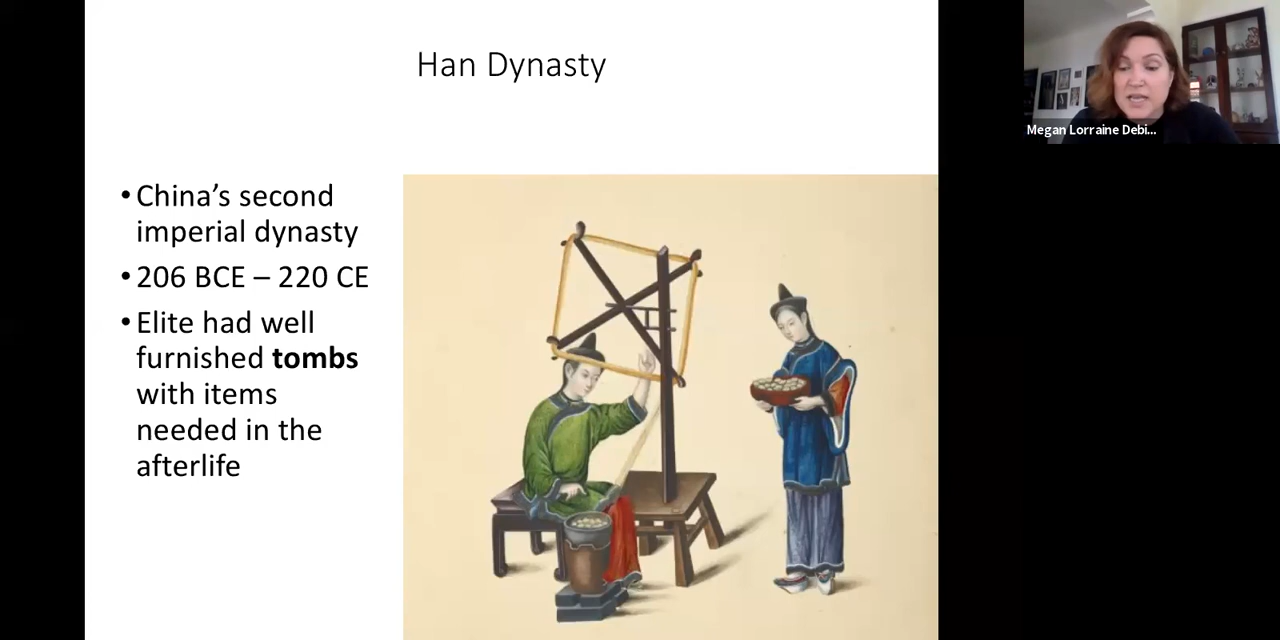 Han Dynasty
Megan Lorraine Debi...
•China's second
imperial dynasty
•206 BCE – 220 CE
•Elite had well
furnished tombs
with items
needed in the
afterlife